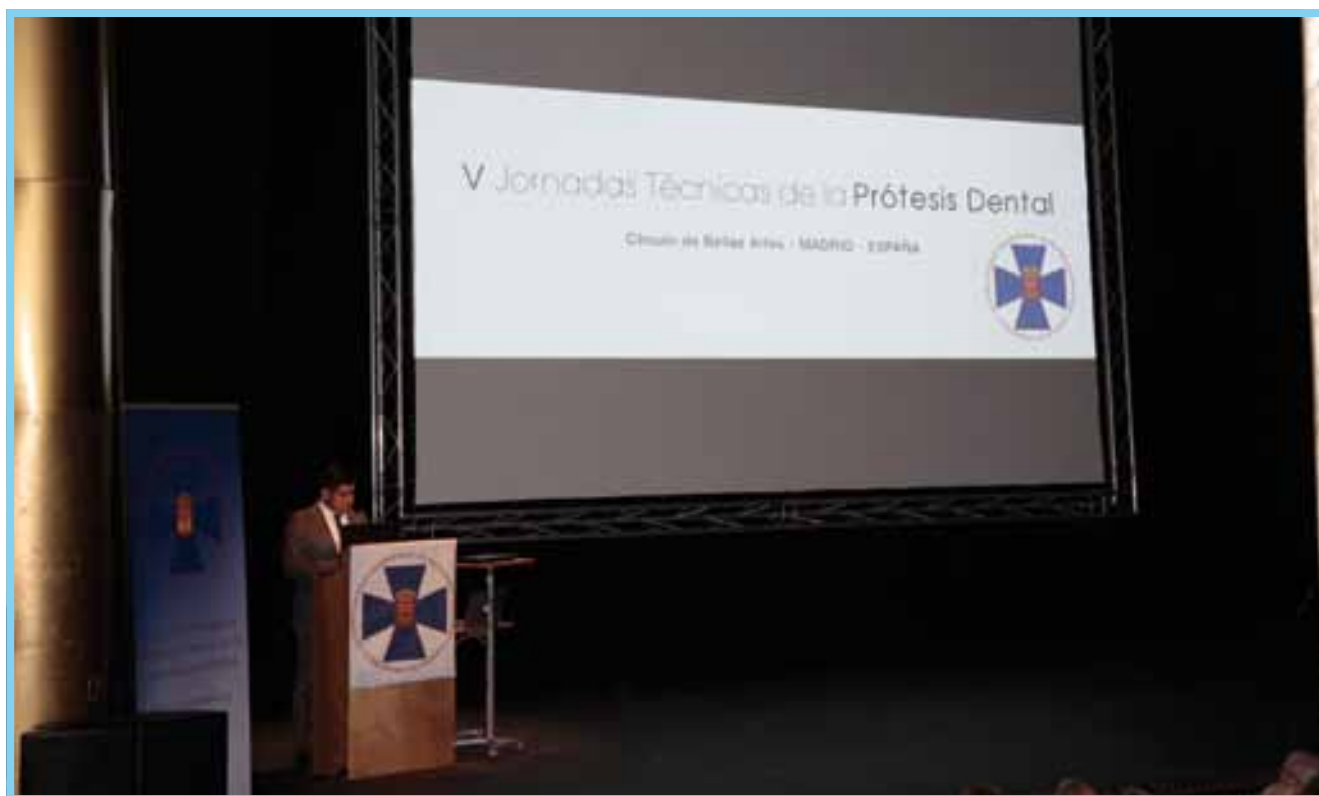 V Jornadas Técnicas de la Prótesis Dental
Círculo de Bellas Artes - MADRID - ESPAÑA